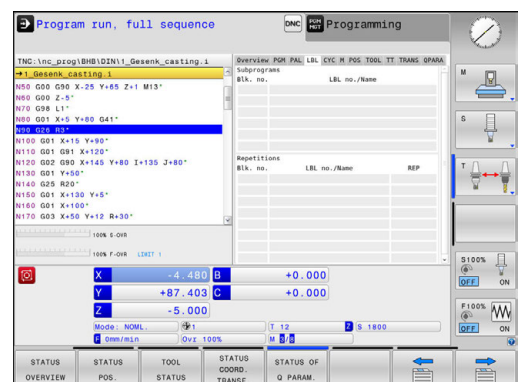 Program run, full sequence
DNC
PGM MGT
Programming
TNC:\nc_prog\BHB\DIN\1_Gesenk_casting.i
→1_Gesenk_casting.i
N50 G00 G90 X-25 Y+65 Z+1 M13*
N60 G00 Z-5*
N70 G98 L1*
N80 G01 X+5 Y+80 G41*
N90 G26 R3*
N100 G01 X+15 Y+90*
N110 G01 G91 X+120*
N120 G02 G90 X+145 Y+80 I+135 J+80*
N130 G01 Y+50*
N140 G25 R20*
N150 G01 X+130 Y+5*
N160 G01 X+100*
N170 G03 X+50 Y+12 R+30*
100% S-OVR
100% F-OVR LIMIT 1
Overview PGM PAL LBL CYC M POS TOOL TT TRANS QPARA
Subprograms
Blk. no. LBL no./Name
Repetitions
Blk. no. LBL no./Name REP
X -4.480 B +0.000
Y +87.403 C +0.000
Z -5.000
Mode: NOML. 1 T 12 Z S 1800
F 0mm/min Ovr 100% M 5/8
M
S
T
S100%
OFF ON
F100%
OFF ON
STATUS OVERVIEW
STATUS POS.
TOOL STATUS
STATUS COORD. TRANSF.
STATUS OF Q PARAM.